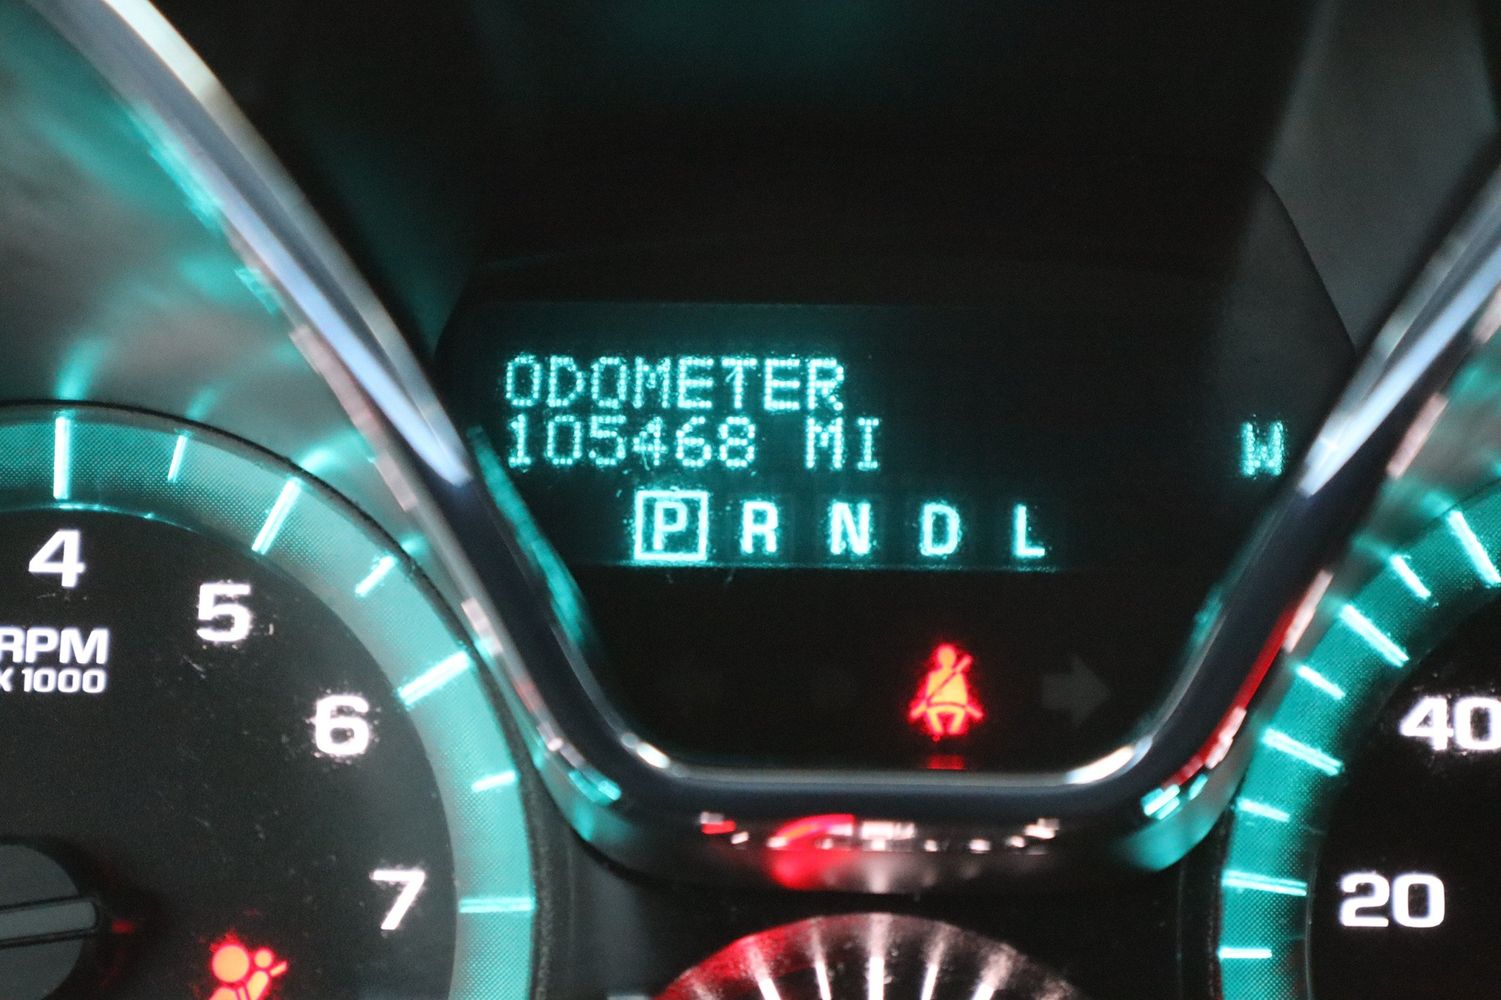 ODOMETER
105468 MI
W
P R N D L
4
5
6
7
RPM
X 1000
40
20